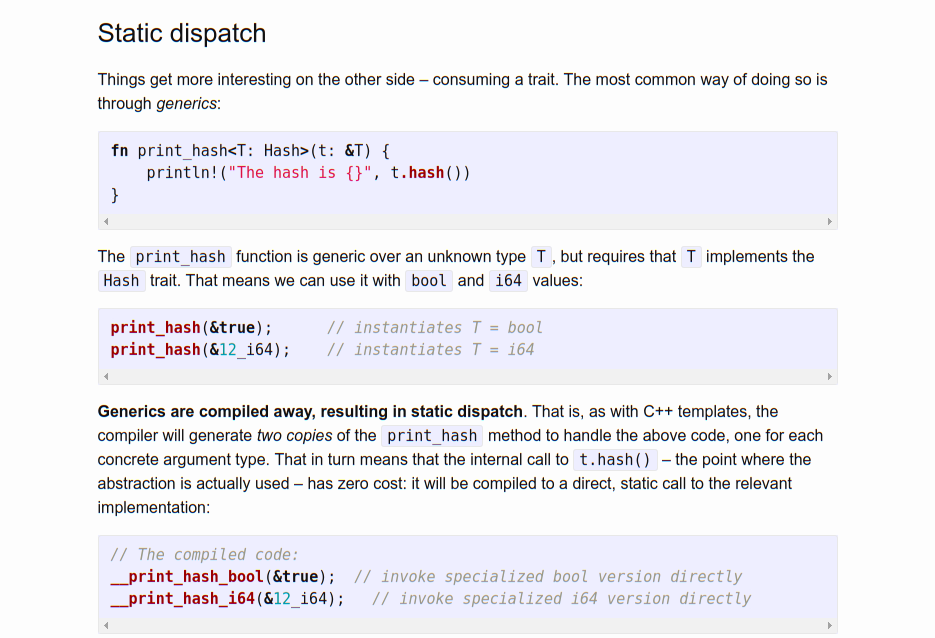 Static dispatch
Things get more interesting on the other side – consuming a trait. The most common way of doing so is
through generics:
fn print_hash<T: Hash>(t: &T) {
    println!("The hash is {}", t.hash())
}
The print_hash function is generic over an unknown type T, but requires that T implements the
Hash trait. That means we can use it with bool and i64 values:
print_hash(&true);      // instantiates T = bool
print_hash(&12_i64);    // instantiates T = i64
Generics are compiled away, resulting in static dispatch. That is, as with C++ templates, the
compiler will generate two copies of the print_hash method to handle the above code, one for each
concrete argument type. That in turn means that the internal call to t.hash() – the point where the
abstraction is actually used – has zero cost: it will be compiled to a direct, static call to the relevant
implementation:
// The compiled code:
__print_hash_bool(&true);  // invoke specialized bool version directly
__print_hash_i64(&12_i64);   // invoke specialized i64 version directly